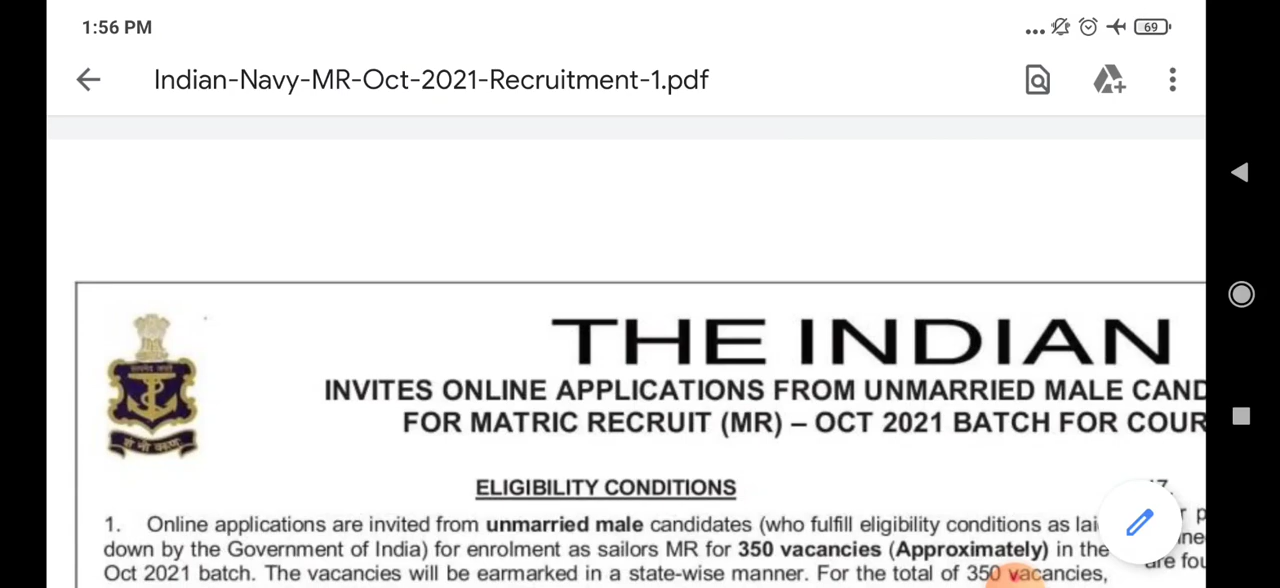 1:56 PM
69
Indian-Navy-MR-Oct-2021-Recruitment-1.pdf
THE INDIAN
INVITES ONLINE APPLICATIONS FROM UNMARRIED MALE CAND
FOR MATRIC RECRUIT (MR) – OCT 2021 BATCH FOR COUR
ELIGIBILITY CONDITIONS
1. Online applications are invited from unmarried male candidates (who fulfill eligibility conditions as lai
down by the Government of India) for enrolment as sailors MR for 350 vacancies (Approximately) in the
Oct 2021 batch. The vacancies will be earmarked in a state-wise manner. For the total of 350 vacancies,
are fou